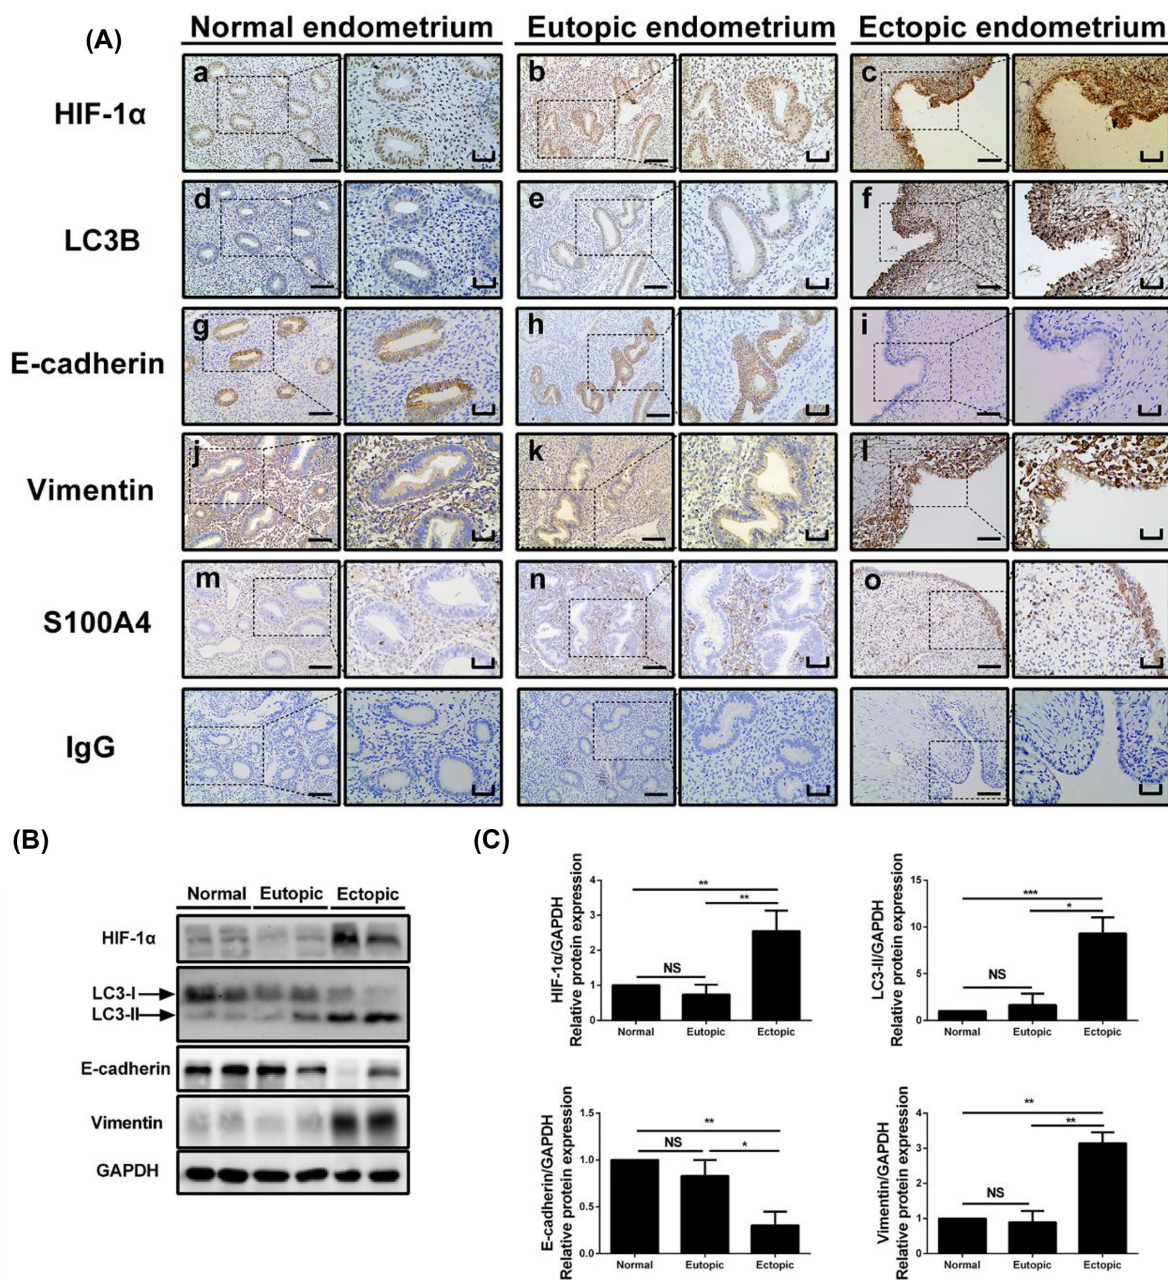 (A)
Normal endometrium Eutopic endometrium Ectopic endometrium
HIF-1α a b c
LC3B d e f
E-cadherin g h i
Vimentin j k l
S100A4 m n o
IgG
(B)
Normal Eutopic Ectopic
HIF-1α
LC3-I
LC3-II
E-cadherin
Vimentin
GAPDH
(C)
HIF-1α/GAPDH
Relative protein expression
4
3
2
1
0
**
**
NS
Normal Eutopic Ectopic
LC3-II/GAPDH
Relative protein expression
15
10
5
0
***
*
NS
Normal Eutopic Ectopic
E-cadherin/GAPDH
Relative protein expression
1.5
1.0
0.5
0.0
**
NS *
Normal Eutopic Ectopic
Vimentin/GAPDH
Relative protein expression
4
3
2
1
0
**
**
NS
Normal Eutopic Ectopic